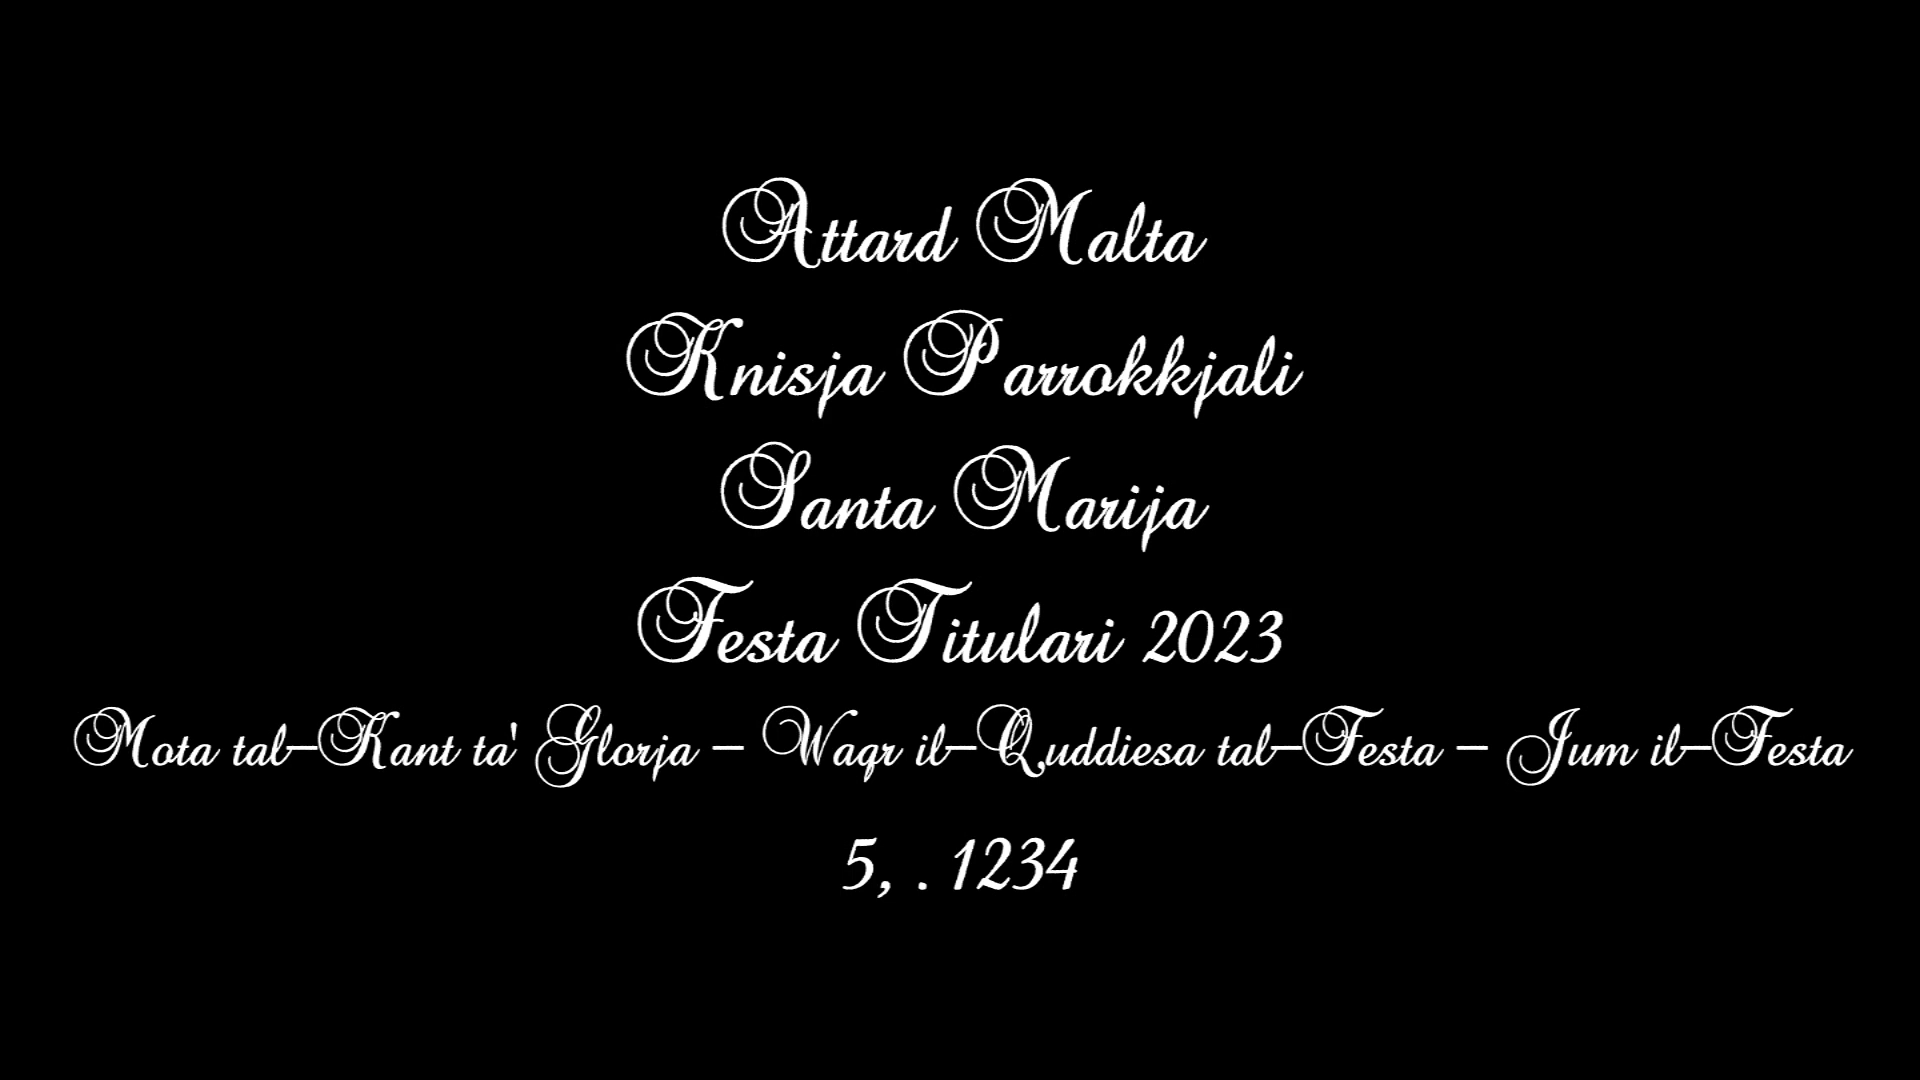 Attard Malta
Knisja Parrokkjali
Santa Marija
Festa Titulari 2023
Mota tal-Kant ta' Glorja - Waqr il-Quddiesa tal-Festa - Jum il-Festa
5, . 1234